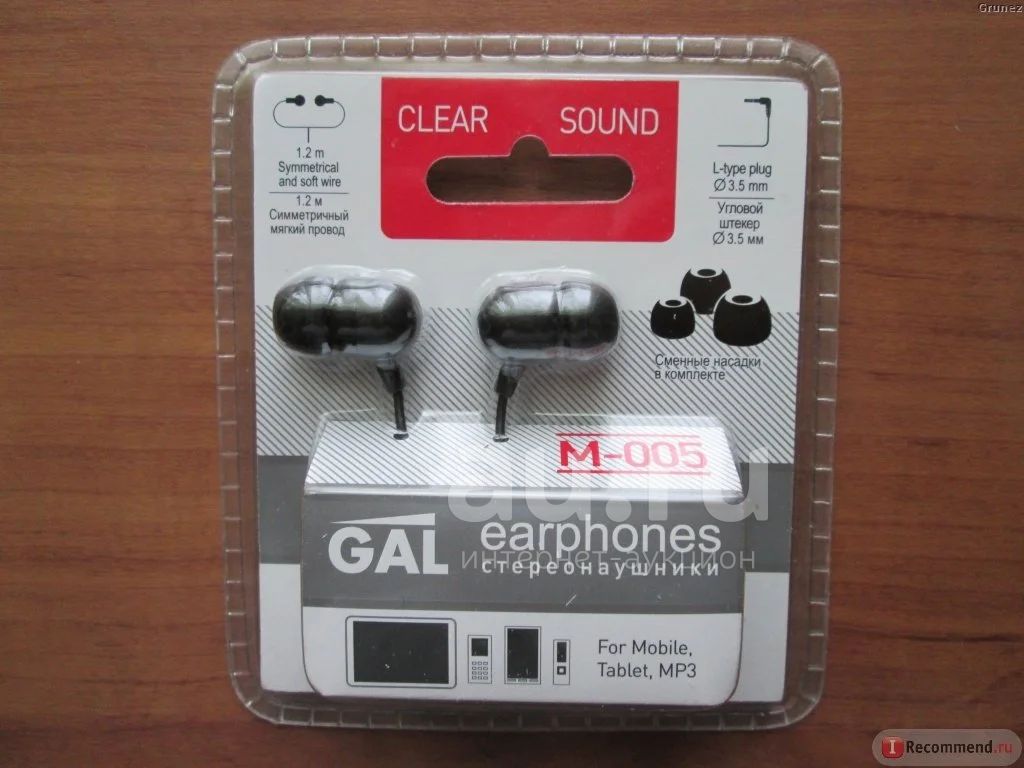 Grunez
CLEAR SOUND
1.2 m
Symmetrical
and soft wire
1.2 м
Симметричный
мягкий провод
L-type plug
Ø 3.5 mm
Угловой
штекер
Ø 3.5 мм
Сменные насадки
в комплекте
M-005
au.ru
GAL
earphones
интернет-аукцион
стереонаушники
For Mobile,
Tablet, MP3
IRecommend.ru